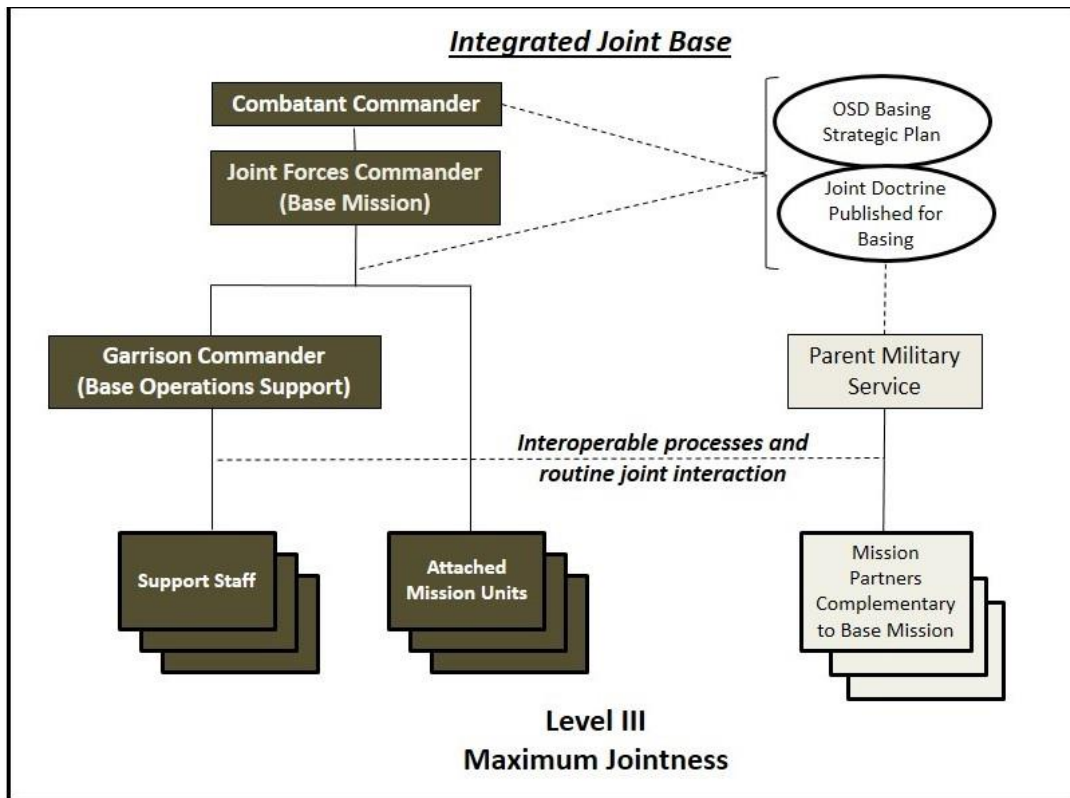 Integrated Joint Base
Combatant Commander
OSD Basing
Strategic Plan
Joint Forces Commander
(Base Mission)
Joint Doctrine
Published for
Basing
Garrison Commander
(Base Operations Support)
Parent Military
Service
Interoperable processes and
routine joint interaction
Support Staff
Attached
Mission Units
Mission
Partners
Complementary
to Base Mission
Level III
Maximum Jointness